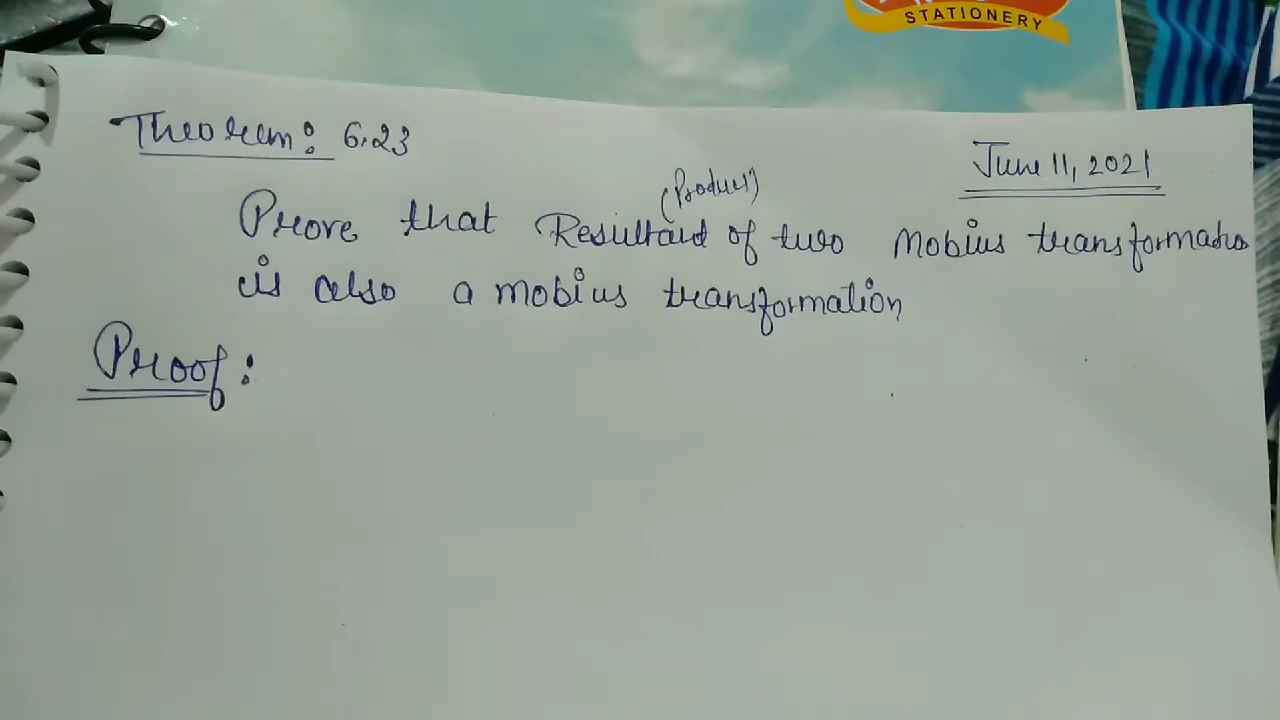 STATIONERY
Theorem: 6.23
June 11, 2021
(Product)
Prove that Resultant of two Mobius transformatio
is also a mobius transformation
Proof: